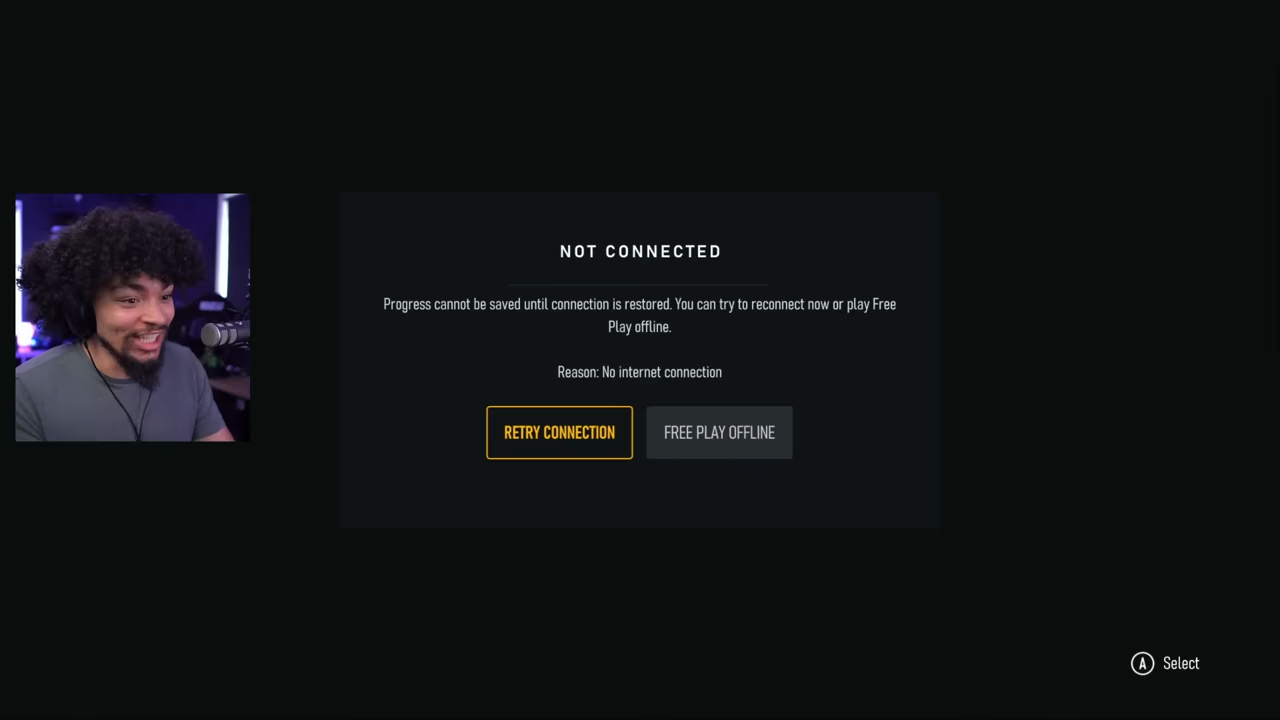 NOT CONNECTED
Progress cannot be saved until connection is restored. You can try to reconnect now or play Free
Play offline.
Reason: No internet connection
RETRY CONNECTION
FREE PLAY OFFLINE
A Select